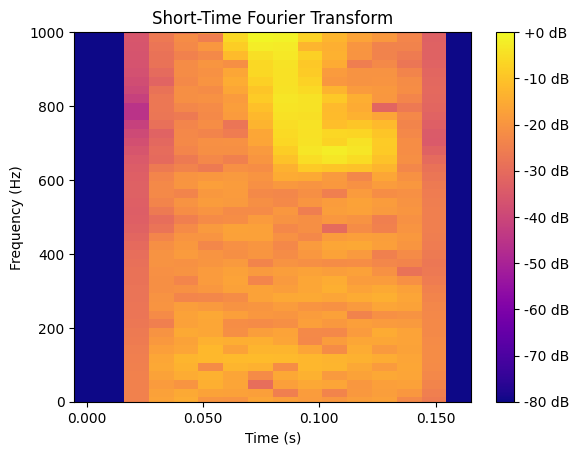 Short-Time Fourier Transform
1000
800
600
400
200
0
Frequency (Hz)
0.000
0.050
0.100
0.150
Time (s)
+0 dB
-10 dB
-20 dB
-30 dB
-40 dB
-50 dB
-60 dB
-70 dB
-80 dB